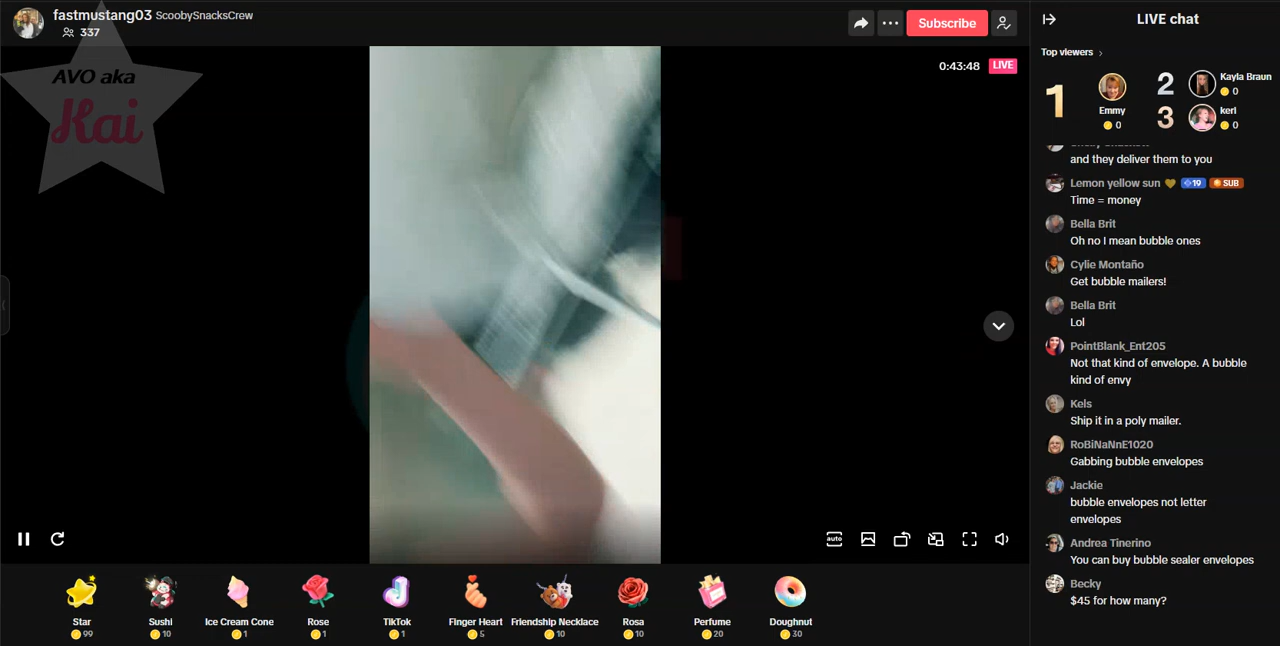 fastmustang03 ScoobySnacksCrew
337
Subscribe
AVO aka
Kai
0:43:48 LIVE
auto
Star
99
Sushi
10
Ice Cream Cone
1
Rose
1
TikTok
1
Finger Heart
5
Friendship Necklace
10
Rosa
10
Perfume
20
Doughnut
30
LIVE chat
Top viewers
1
Emmy
0
2
Kayla Braun
0
3
kerl
0
and they deliver them to you
Lemon yellow sun 19 SUB
Time = money
Bella Brit
Oh no I mean bubble ones
Cylie Montaño
Get bubble mailers!
Bella Brit
Lol
PointBlank_Ent205
Not that kind of envelope. A bubble
kind of envy
Kels
Ship it in a poly mailer.
RoBiNaNnE1020
Gabbing bubble envelopes
Jackie
bubble envelopes not letter
envelopes
Andrea Tinerino
You can buy bubble sealer envelopes
Becky
$45 for how many?